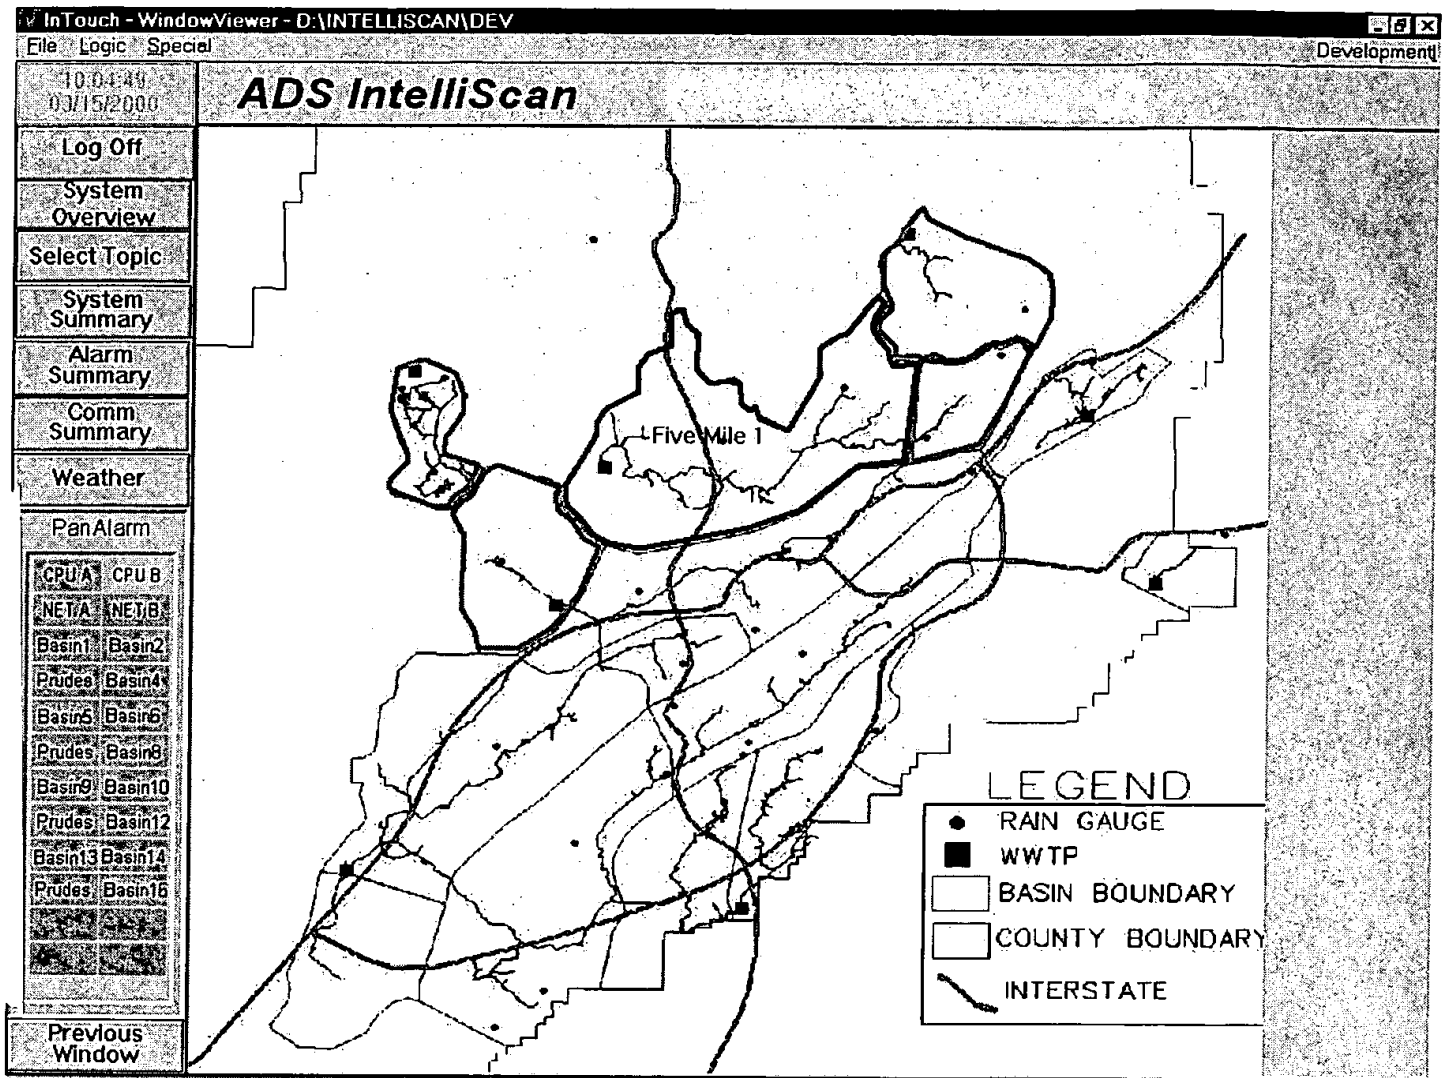 InTouch - WindowViewer - D:\INTELLISCAN\DEV
File Logic Special
Development
10:04:49
03/15/2000
ADS IntelliScan
Log Off
System
Overview
Select Topic
System
Summary
Alarm
Summary
Comm
Summary
Weather
PanAlarm
CPU A CPU B
NET A NET B
Basin1 Basin2
Prudes Basin4
Basin5 Basin6
Prudes Basin8
Basin9 Basin10
Prudes Basin12
Basin13 Basin14
Prudes Basin16
Previous
Window
Five Mile 1
LEGEND
RAIN GAUGE
WWTP
BASIN BOUNDARY
COUNTY BOUNDARY
INTERSTATE